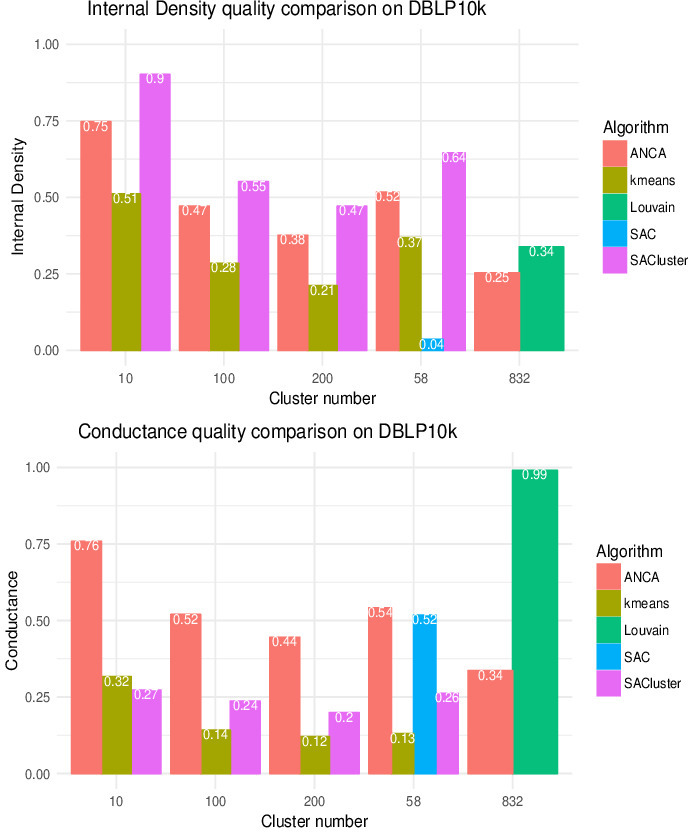 Internal Density quality comparison on DBLP10k
1.00
0.75
0.50
0.25
0.00
Internal Density
0.75
0.51
0.9
0.47
0.28
0.55
0.38
0.21
0.47
0.52
0.37
0.04
0.64
0.25
0.34
10
100
200
58
832
Cluster number
Algorithm
ANCA
kmeans
Louvain
SAC
SACluster
Conductance quality comparison on DBLP10k
1.00
0.75
0.50
0.25
0.00
Conductance
0.76
0.32
0.27
0.52
0.14
0.24
0.44
0.12
0.2
0.54
0.13
0.52
0.26
0.34
0.99
10
100
200
58
832
Cluster number
Algorithm
ANCA
kmeans
Louvain
SAC
SACluster